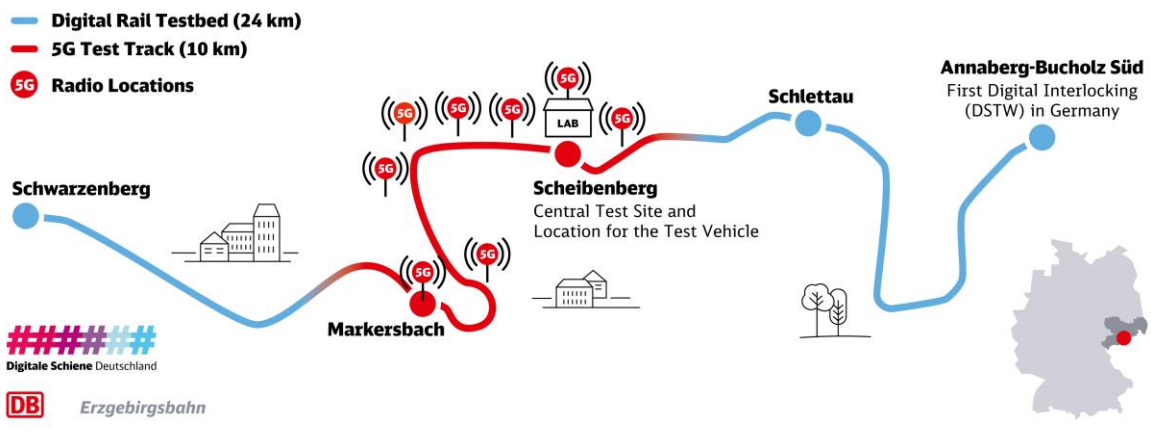 Digital Rail Testbed (24 km)
5G Test Track (10 km)
5G Radio Locations
5G
5G
5G
5G
5G
5G
5G
5G
LAB
Schwarzenberg
Markersbach
Scheibenberg
Central Test Site and
Location for the Test Vehicle
Schlettau
Annaberg-Bucholz Süd
First Digital Interlocking
(DSTW) in Germany
######
Digitale Schiene Deutschland
DB Erzgebirgsbahn